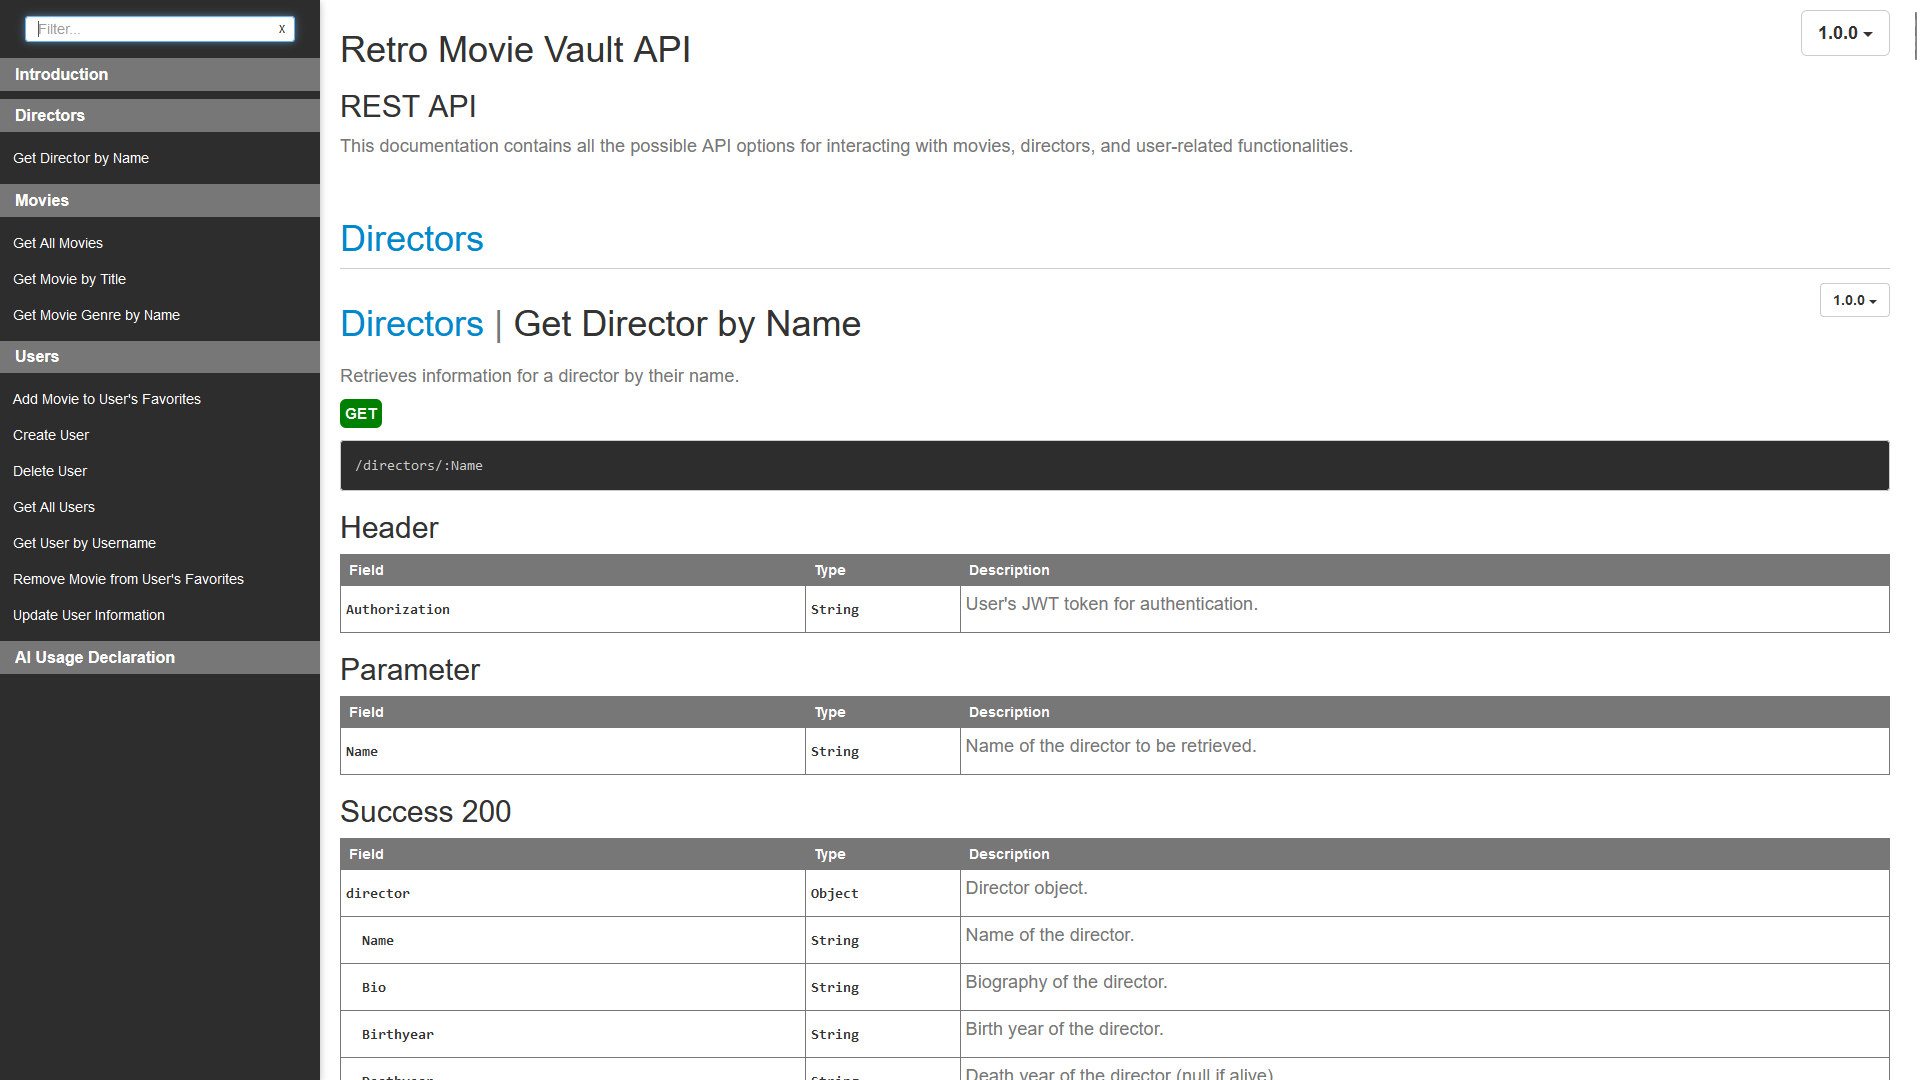 Filter...
x
Introduction
Directors
Get Director by Name
Movies
Get All Movies
Get Movie by Title
Get Movie Genre by Name
Users
Add Movie to User's Favorites
Create User
Delete User
Get All Users
Get User by Username
Remove Movie from User's Favorites
Update User Information
AI Usage Declaration
Retro Movie Vault API
1.0.0
REST API
This documentation contains all the possible API options for interacting with movies, directors, and user-related functionalities.
Directors
Directors | Get Director by Name
1.0.0
Retrieves information for a director by their name.
GET
/directors/:Name
Header
Field Type Description
Authorization String User's JWT token for authentication.
Parameter
Field Type Description
Name String Name of the director to be retrieved.
Success 200
Field Type Description
director Object Director object.
Name String Name of the director.
Bio String Biography of the director.
Birthyear String Birth year of the director.
Deathyear String Death year of the director (null if alive)